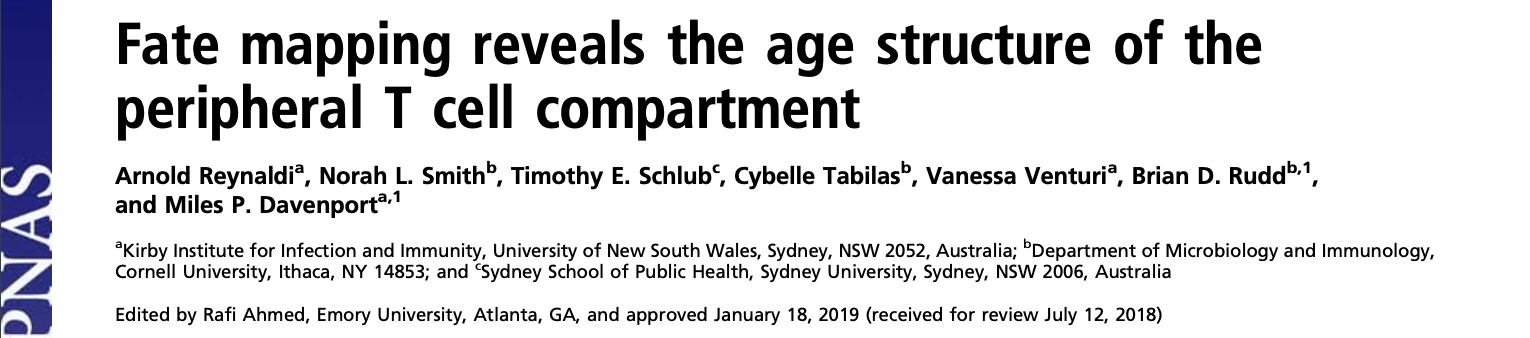 Fate mapping reveals the age structure of the
peripheral T cell compartment
Arnold Reynaldiᵃ, Norah L. Smithᵇ, Timothy E. Schlubᶜ, Cybelle Tabilasᵇ, Vanessa Venturiᵃ, Brian D. Ruddᵇ,¹,
and Miles P. Davenportᵃ,¹
ᵃKirby Institute for Infection and Immunity, University of New South Wales, Sydney, NSW 2052, Australia; ᵇDepartment of Microbiology and Immunology,
Cornell University, Ithaca, NY 14853; and ᶜSydney School of Public Health, Sydney University, Sydney, NSW 2006, Australia
Edited by Rafi Ahmed, Emory University, Atlanta, GA, and approved January 18, 2019 (received for review July 12, 2018)
PNAS